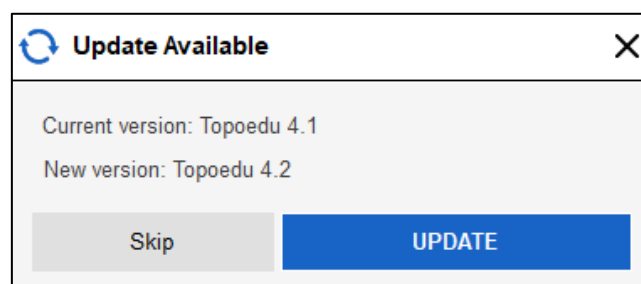 Update Available
Current version: Topoedu 4.1
New version: Topoedu 4.2
Skip
UPDATE